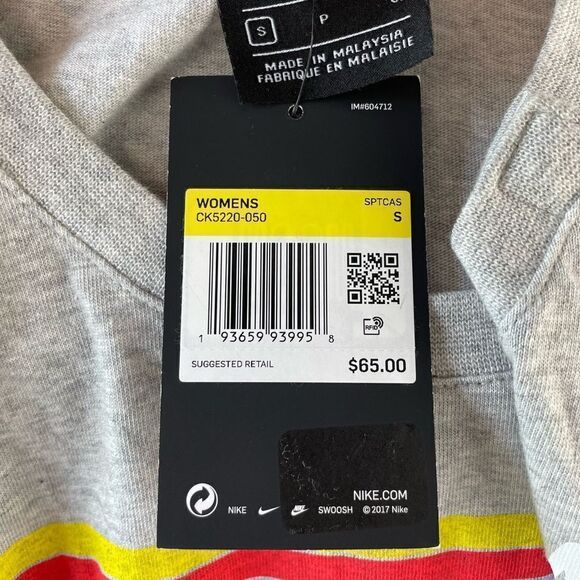 S P
MADE IN MALAYSIA
FABRIQUE EN MALAISIE
IM#604712
WOMENS SPTCAS
CK5220-050 S
1 93659 93995 8
RFID
SUGGESTED RETAIL $65.00
NIKE.COM
NIKE SWOOSH © 2017 Nike